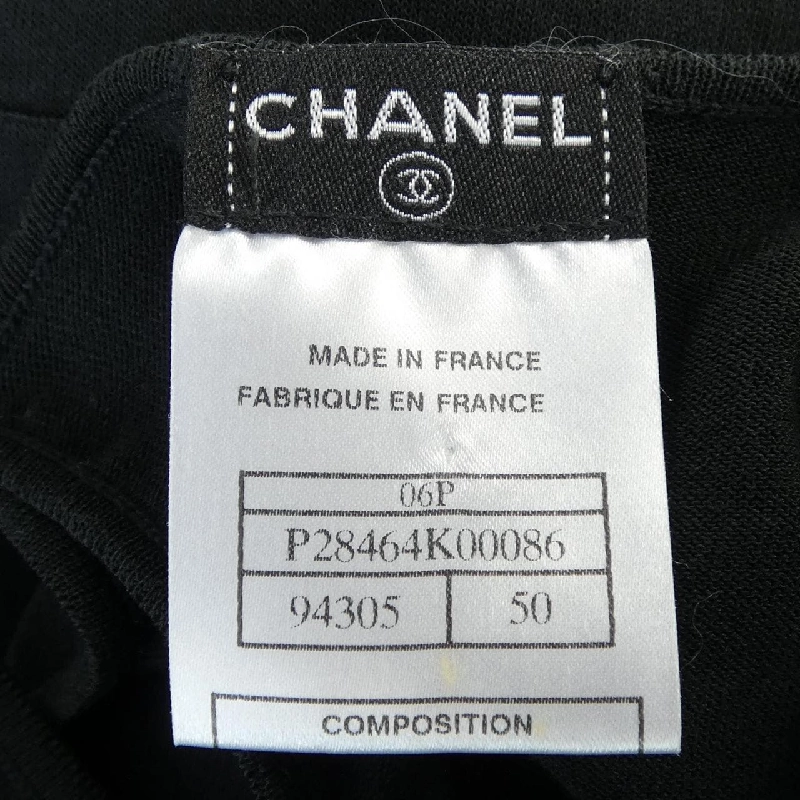 CHANEL
MADE IN FRANCE
FABRIQUE EN FRANCE
06P
P28464K00086
94305 50
COMPOSITION